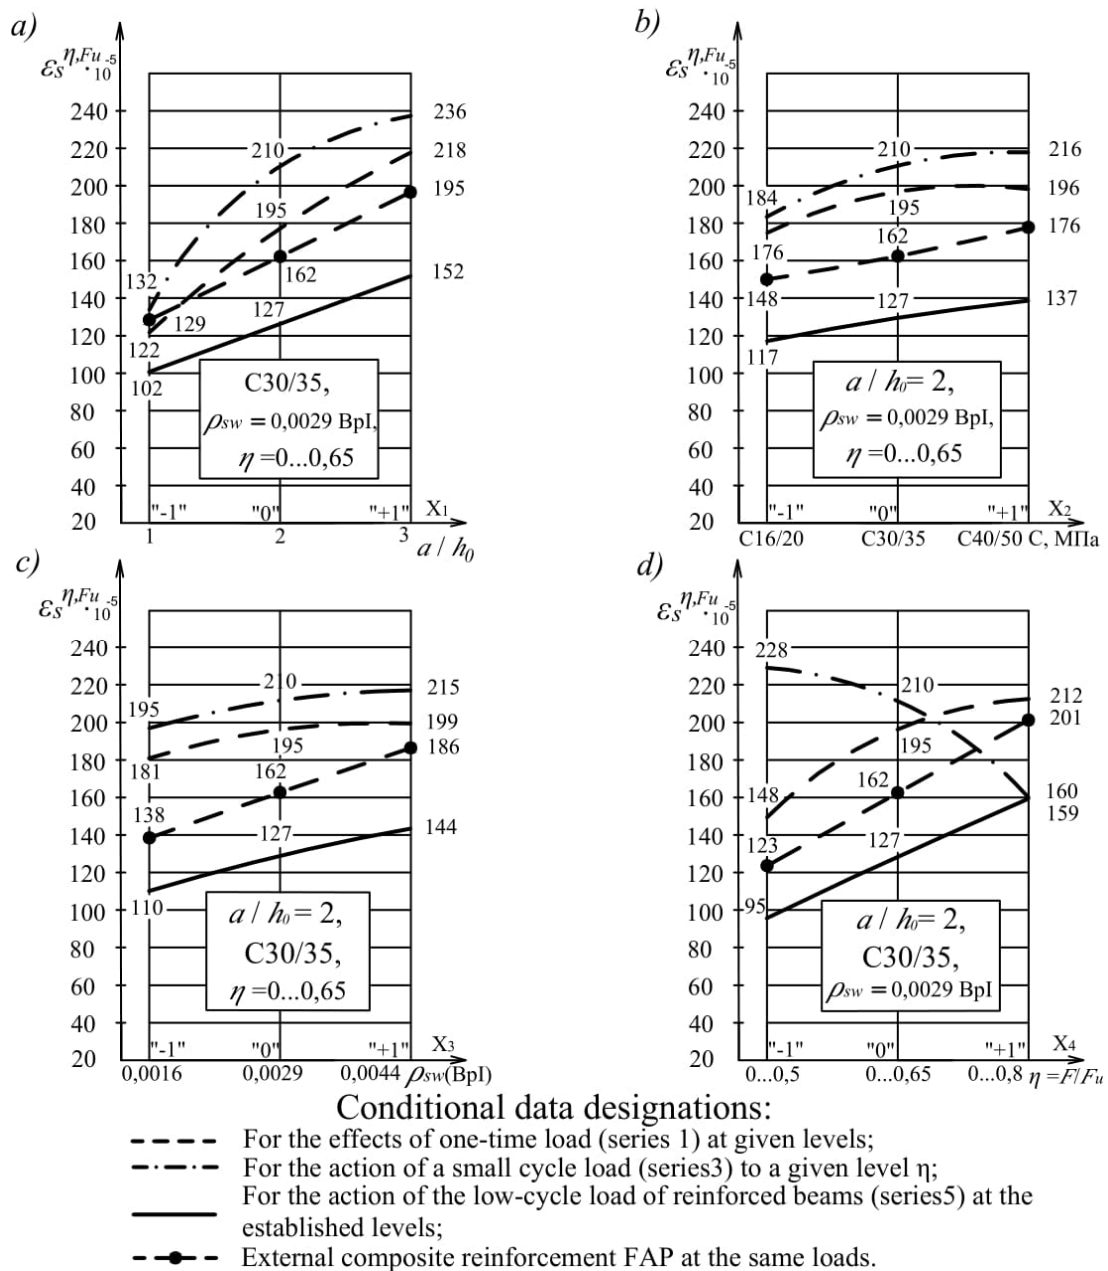 a)
εs^η,Fu ·10^-5
240
220
200
180
160
140
120
100
80
60
40
20
236
218
195
152
210
195
162
127
132
129
122
102
C30/35,
ρsw = 0,0029 BpI,
η =0...0,65
"-1" "0" "+1" X1
1 2 3 a / h0
b)
εs^η,Fu ·10^-5
240
220
200
180
160
140
120
100
80
60
40
20
216
196
176
137
210
195
162
127
184
176
148
117
a / h0= 2,
ρsw = 0,0029 BpI,
η =0...0,65
"-1" "0" "+1" X2
C16/20 C30/35 C40/50 C, МПа
c)
εs^η,Fu ·10^-5
240
220
200
180
160
140
120
100
80
60
40
20
215
199
186
144
210
195
162
127
195
181
138
110
a / h0= 2,
C30/35,
η =0...0,65
"-1" "0" "+1" X3
0,0016 0,0029 0,0044 ρsw(BpI)
d)
εs^η,Fu ·10^-5
240
220
200
180
160
140
120
100
80
60
40
20
212
201
160
159
228
210
195
162
127
148
123
95
a / h0= 2,
C30/35,
ρsw = 0,0029 BpI
"-1" "0" "+1" X4
0...0,5 0...0,65 0...0,8 η =F/Fu
Conditional data designations:
For the effects of one-time load (series 1) at given levels;
For the action of a small cycle load (series3) to a given level η;
For the action of the low-cycle load of reinforced beams (series5) at the
established levels;
External composite reinforcement FAP at the same loads.